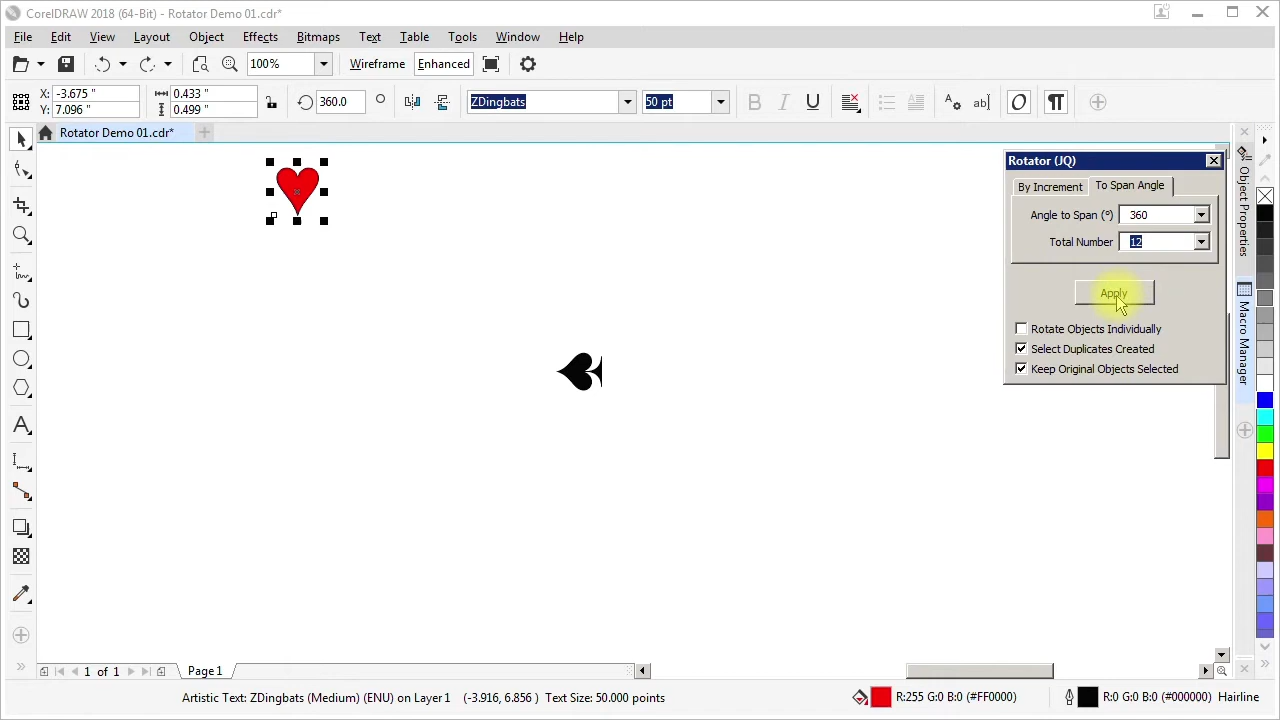 CorelDRAW 2018 (64-Bit) - Rotator Demo 01.cdr*
File Edit View Layout Object Effects Bitmaps Text Table Tools Window Help
100% Wireframe Enhanced
X: -3.675 " 0.433 " 360.0 ZDingbats 50 pt B I U ab O
Y: 7.096 " 0.499 "
Rotator Demo 01.cdr*
Rotator (JQ)
By Increment To Span Angle
Angle to Span (°) 360
Total Number 12
Apply
Rotate Objects Individually
Select Duplicates Created
Keep Original Objects Selected
Object Properties
Macro Manager
1 of 1 Page 1
Artistic Text: ZDingbats (Medium) (ENU) on Layer 1 (-3.916, 6.856 ) Text Size: 50.000 points R:255 G:0 B:0 (#FF0000) R:0 G:0 B:0 (#000000) Hairline